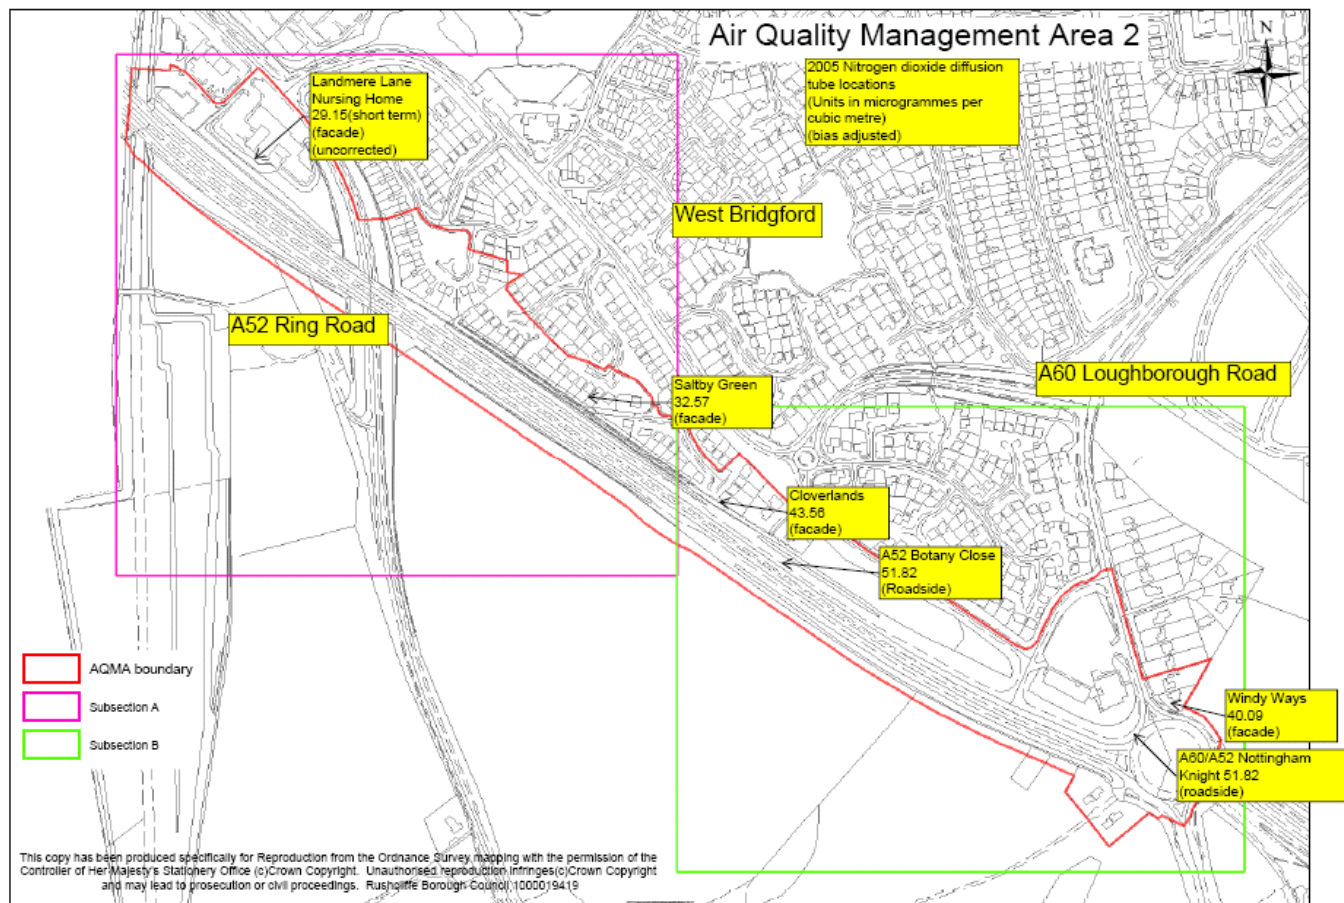 Air Quality Management Area 2
N
2005 Nitrogen dioxide diffusion
tube locations
(Units in microgrammes per
cubic metre)
(bias adjusted)
Landmere Lane
Nursing Home
29.15(short term)
(facade)
(uncorrected)
West Bridgford
A52 Ring Road
A60 Loughborough Road
Saltby Green
32.57
(facade)
Cloverlands
43.56
(facade)
A52 Botany Close
51.82
(Roadside)
Windy Ways
40.09
(facade)
A60/A52 Nottingham
Knight 51.82
(roadside)
AQMA boundary
Subsection A
Subsection B
This copy has been produced specifically for Reproduction from the Ordnance Survey mapping with the permission of the
Controller of Her Majesty's Stationery Office (c)Crown Copyright. Unauthorised reproduction infringes(c)Crown Copyright
and may lead to prosecution or civil proceedings. Rushcliffe Borough Council 1000019419